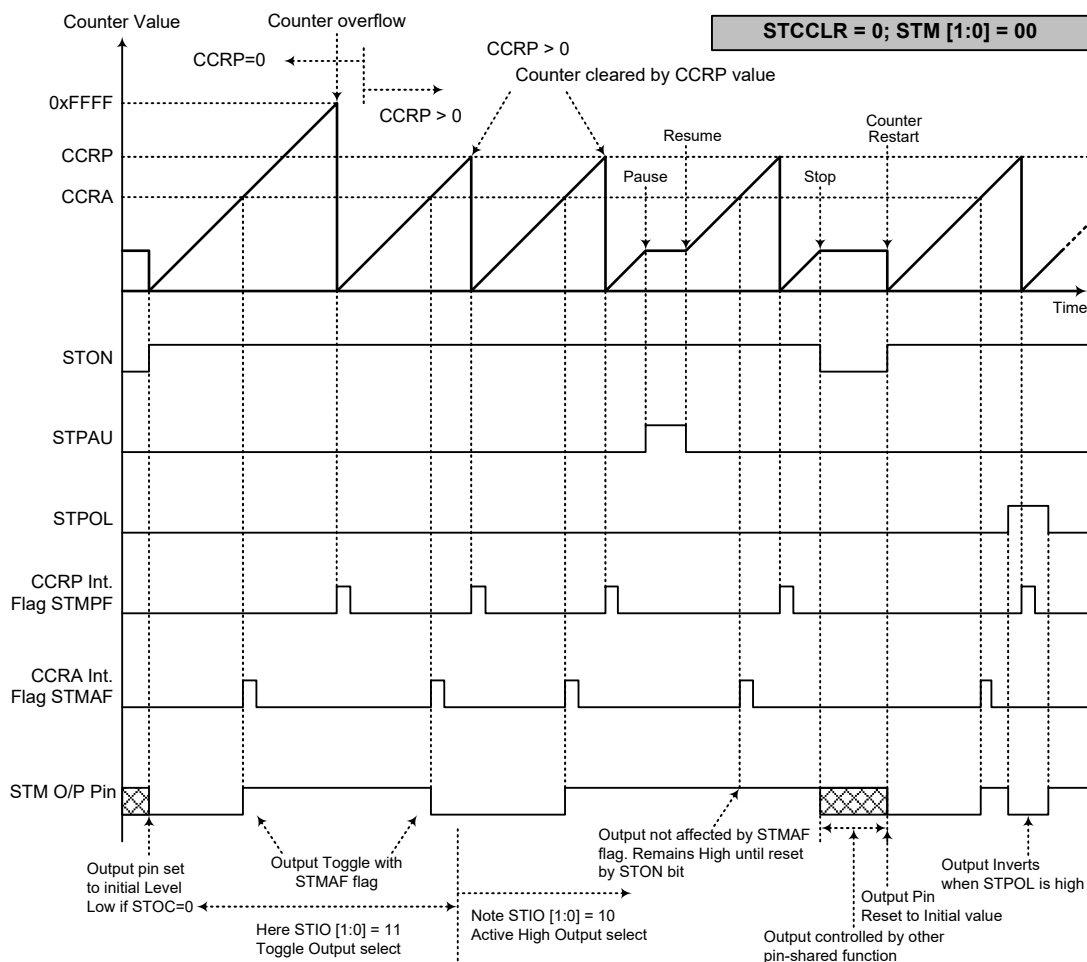 Counter Value
Counter overflow
STCCLR = 0; STM [1:0] = 00
CCRP=0
CCRP > 0
CCRP > 0
Counter cleared by CCRP value
0xFFFF
CCRP
CCRA
Pause
Resume
Stop
Counter
Restart
Time
STON
STPAU
STPOL
CCRP Int.
Flag STMPF
CCRA Int.
Flag STMAF
STM O/P Pin
Output pin set
to initial Level
Low if STOC=0
Output Toggle with
STMAF flag
Here STIO [1:0] = 11
Toggle Output select
Note STIO [1:0] = 10
Active High Output select
Output not affected by STMAF
flag. Remains High until reset
by STON bit
Output controlled by other
pin-shared function
Output Pin
Reset to Initial value
Output Inverts
when STPOL is high